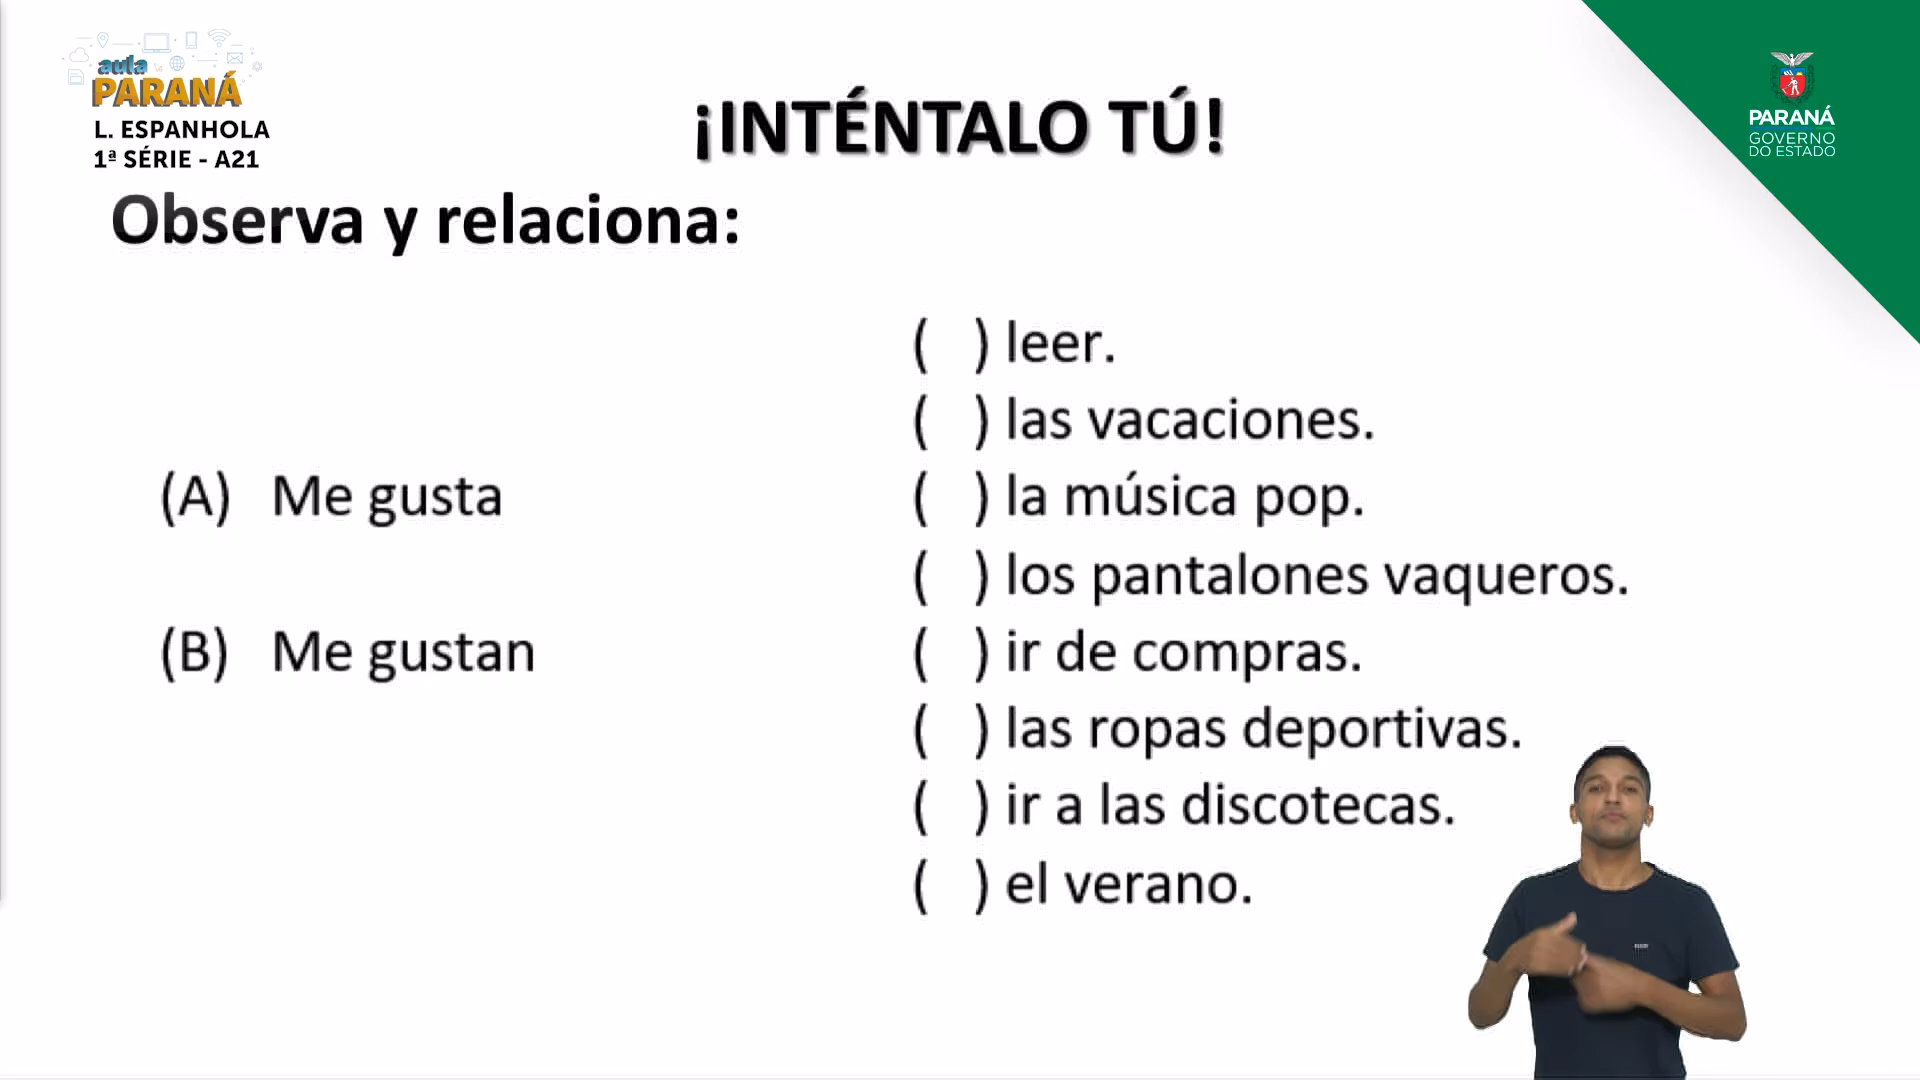 aula
PARANÁ
L. ESPANHOLA
1ª SÉRIE - A21
¡INTÉNTALO TÚ!
PARANÁ
GOVERNO
DO ESTADO
Observa y relaciona:
(A) Me gusta
(B) Me gustan
( ) leer.
( ) las vacaciones.
( ) la música pop.
( ) los pantalones vaqueros.
( ) ir de compras.
( ) las ropas deportivas.
( ) ir a las discotecas.
( ) el verano.